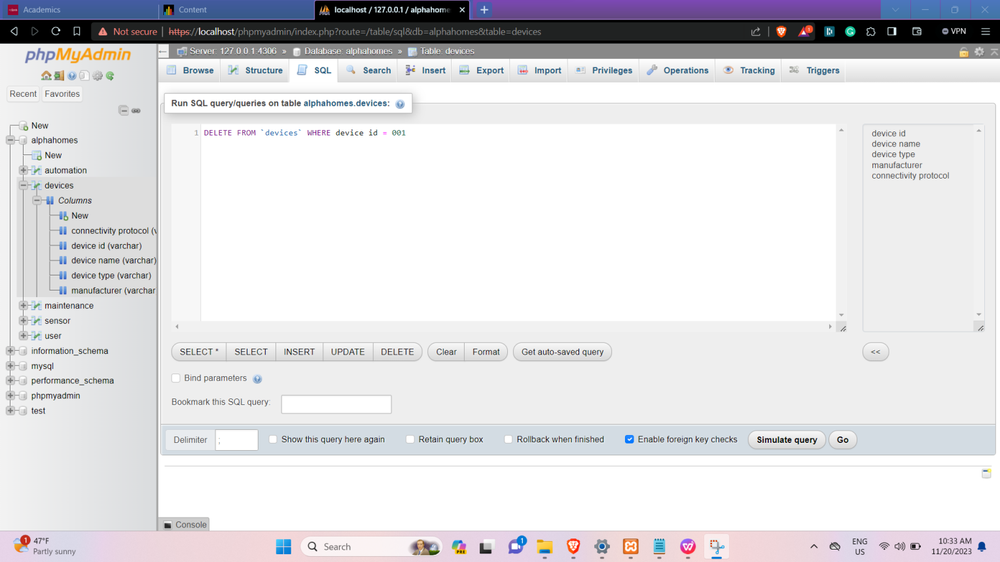 Academics
Content
localhost / 127.0.0.1 / alphahome
Not secure
https://localhost/phpmyadmin/index.php?route=/table/sql&db=alphahomes&table=devices
1
VPN
phpMyAdmin
Server: 127.0.0.1:4306 » Database: alphahomes » Table: devices
Browse
Structure
SQL
Search
Insert
Export
Import
Privileges
Operations
Tracking
Triggers
Recent
Favorites
New
alphahomes
New
automation
devices
Columns
New
connectivity protocol (v
device id (varchar)
device name (varchar)
device type (varchar)
manufacturer (varchar
maintenance
sensor
user
information_schema
mysql
performance_schema
phpmyadmin
test
Run SQL query/queries on table alphahomes.devices:
1 DELETE FROM `devices` WHERE device id = 001
device id
device name
device type
manufacturer
connectivity protocol
SELECT *
SELECT
INSERT
UPDATE
DELETE
Clear
Format
Get auto-saved query
<<
Bind parameters
Bookmark this SQL query:
Delimiter ;
Show this query here again
Retain query box
Rollback when finished
Enable foreign key checks
Simulate query
Go
Console
1
47°F
Partly sunny
Search
PRE
1
ENG
US
10:33 AM
11/20/2023